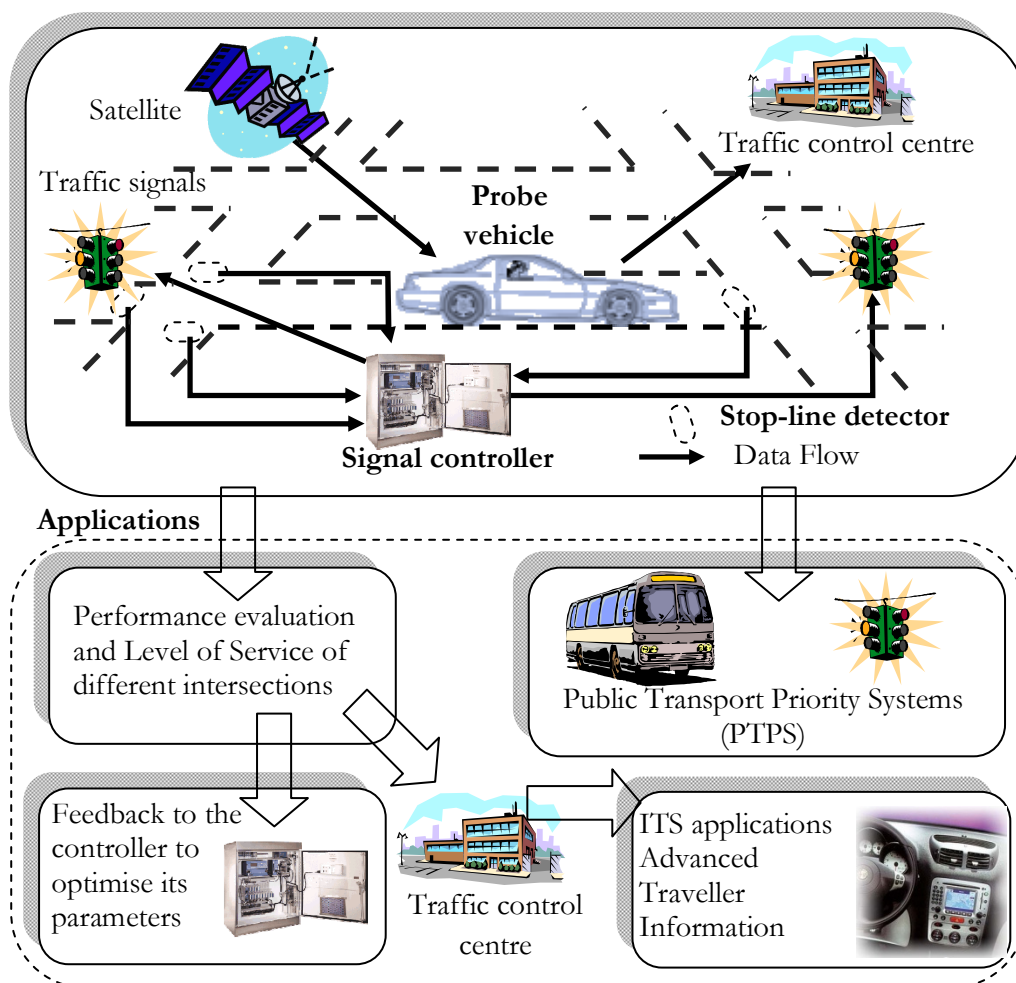 Satellite
Traffic control centre
Traffic signals
Probe
vehicle
Stop-line detector
Signal controller
Data Flow
Applications
Performance evaluation
and Level of Service of
different intersections
Public Transport Priority Systems
(PTPS)
Feedback to the
controller to
optimise its
parameters
Traffic control
centre
ITS applications
Advanced
Traveller
Information